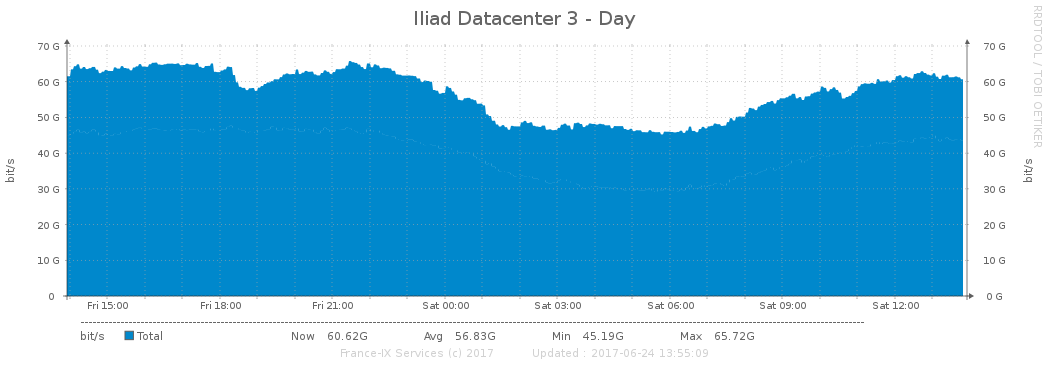 Iliad Datacenter 3 - Day
RRDTOOL / TOBI OETIKER
70 G 70 G
60 G 60 G
50 G 50 G
40 G 40 G
30 G 30 G
20 G 20 G
10 G 10 G
0 0 G
bit/s
bit/s
Fri 15:00 Fri 18:00 Fri 21:00 Sat 00:00 Sat 03:00 Sat 06:00 Sat 09:00 Sat 12:00
bit/s Total Now 60.62G Avg 56.83G Min 45.19G Max 65.72G
France-IX Services (c) 2017 Updated : 2017-06-24 13:55:09